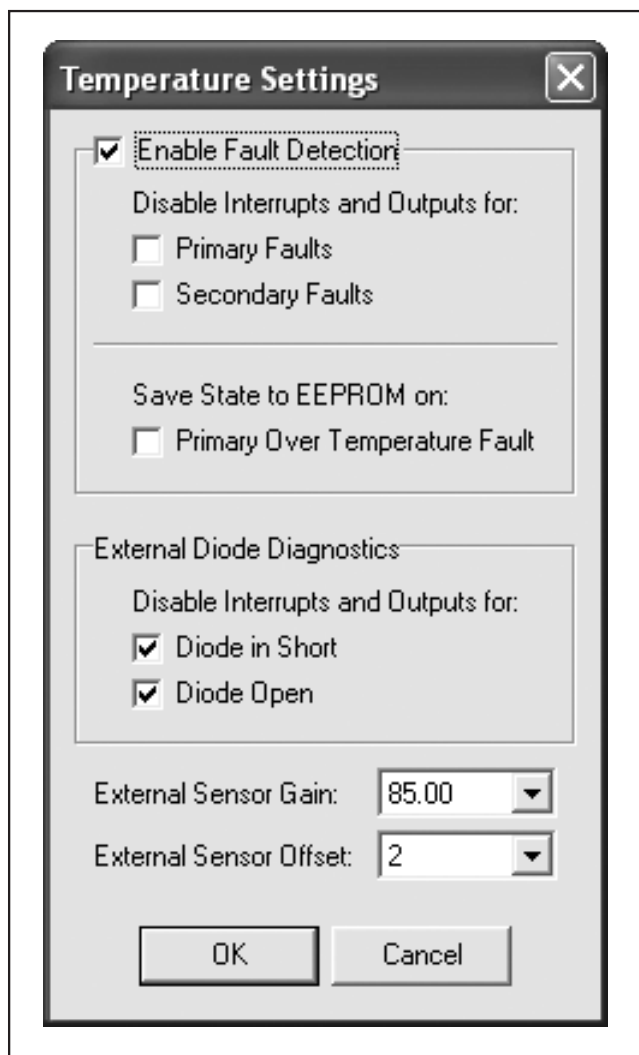 Temperature Settings
Enable Fault Detection
Disable Interrupts and Outputs for:
Primary Faults
Secondary Faults
Save State to EEPROM on:
Primary Over Temperature Fault
External Diode Diagnostics
Disable Interrupts and Outputs for:
Diode in Short
Diode Open
External Sensor Gain: 85.00
External Sensor Offset: 2
OK Cancel